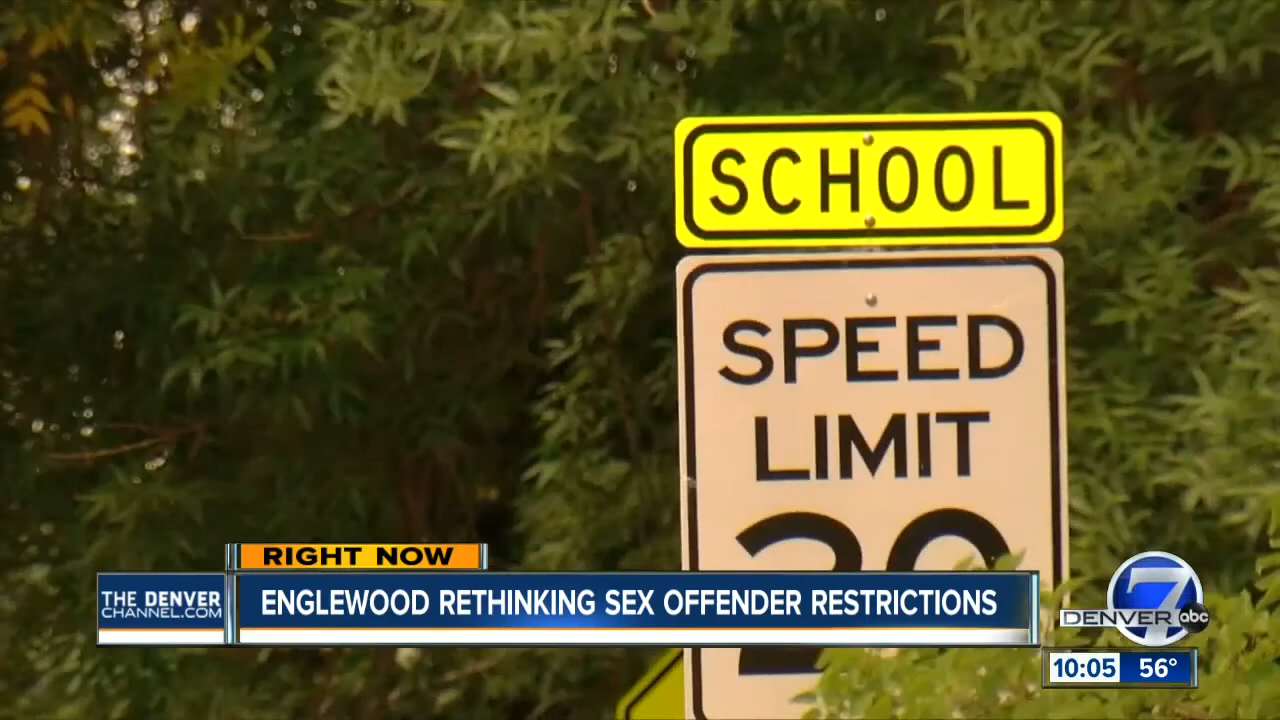 SCHOOL
SPEED
LIMIT
20
RIGHT NOW
THE DENVER
CHANNEL.COM
ENGLEWOOD RETHINKING SEX OFFENDER RESTRICTIONS
7
DENVER abc
10:05 56°